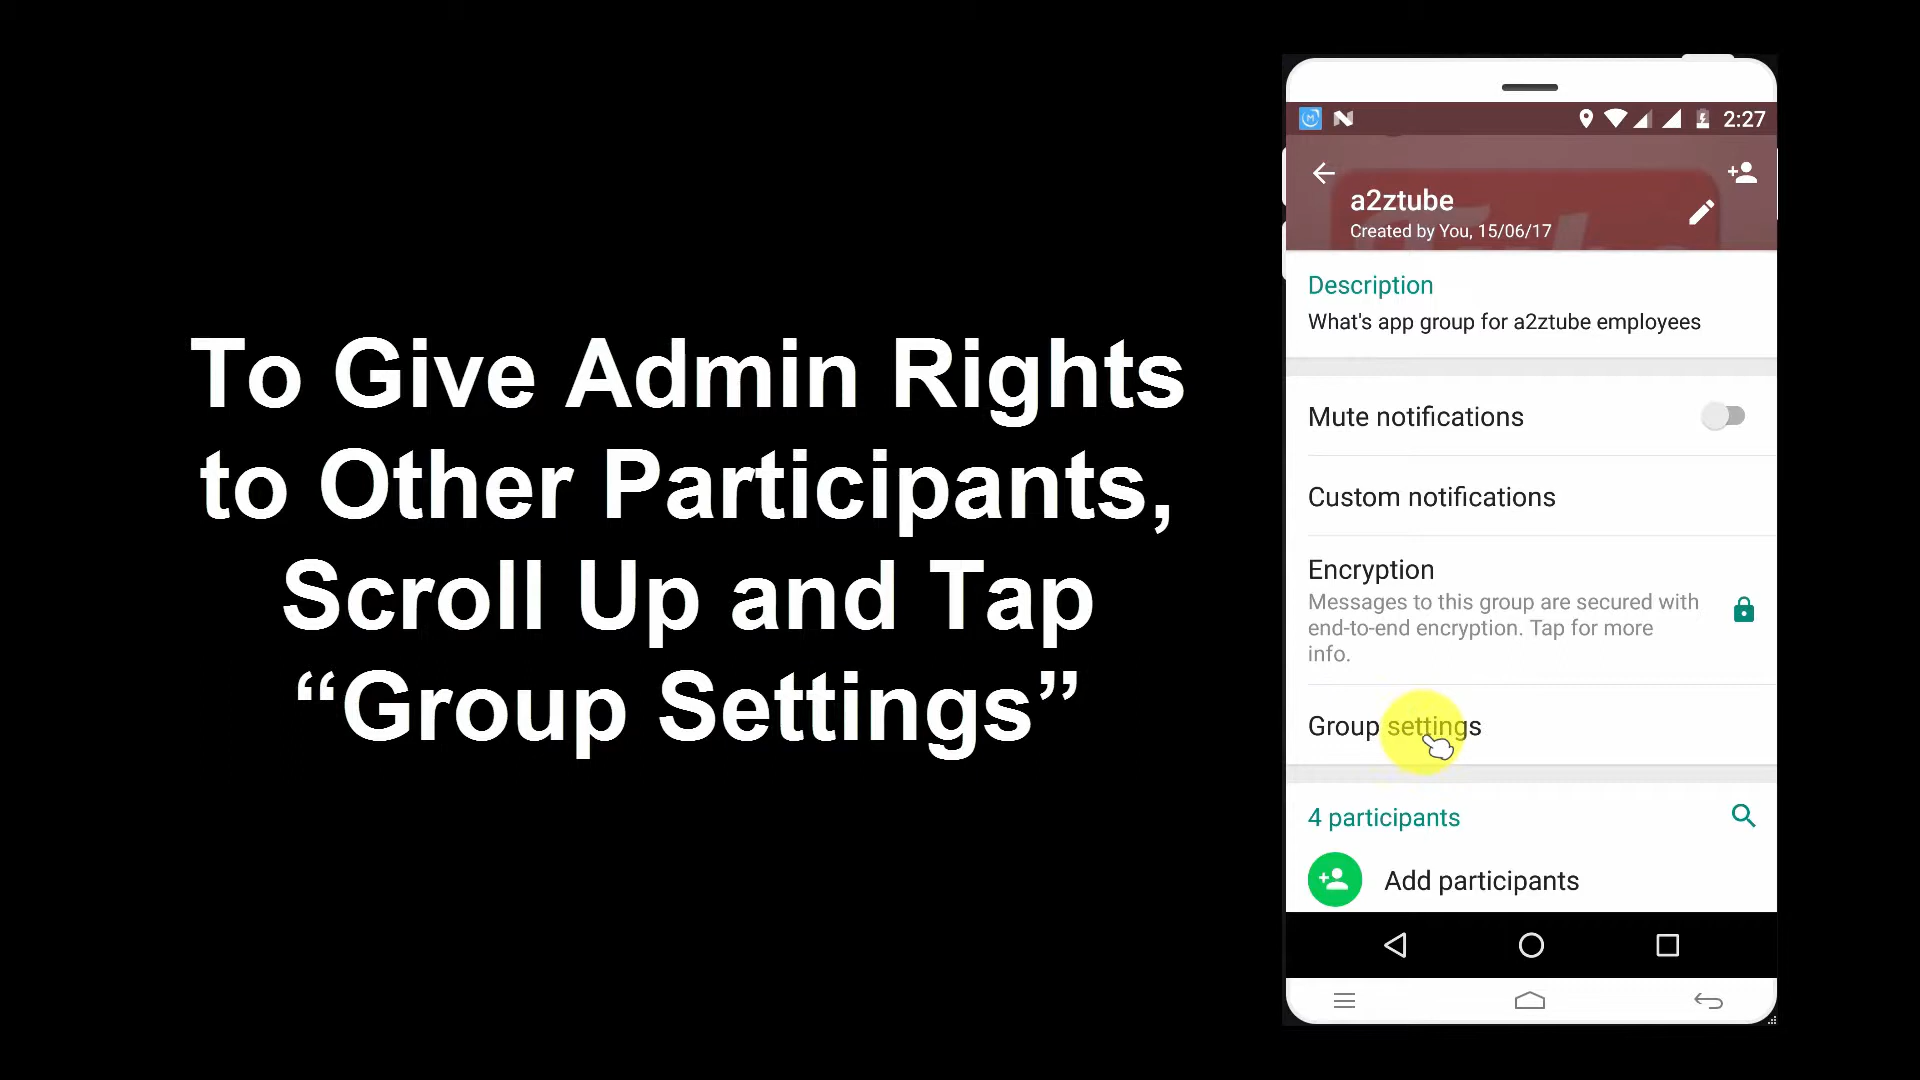 To Give Admin Rights
to Other Participants,
Scroll Up and Tap
“Group Settings”
2:27
a2ztube
Created by You, 15/06/17
Description
What's app group for a2ztube employees
Mute notifications
Custom notifications
Encryption
Messages to this group are secured with
end-to-end encryption. Tap for more
info.
Group settings
4 participants
Add participants